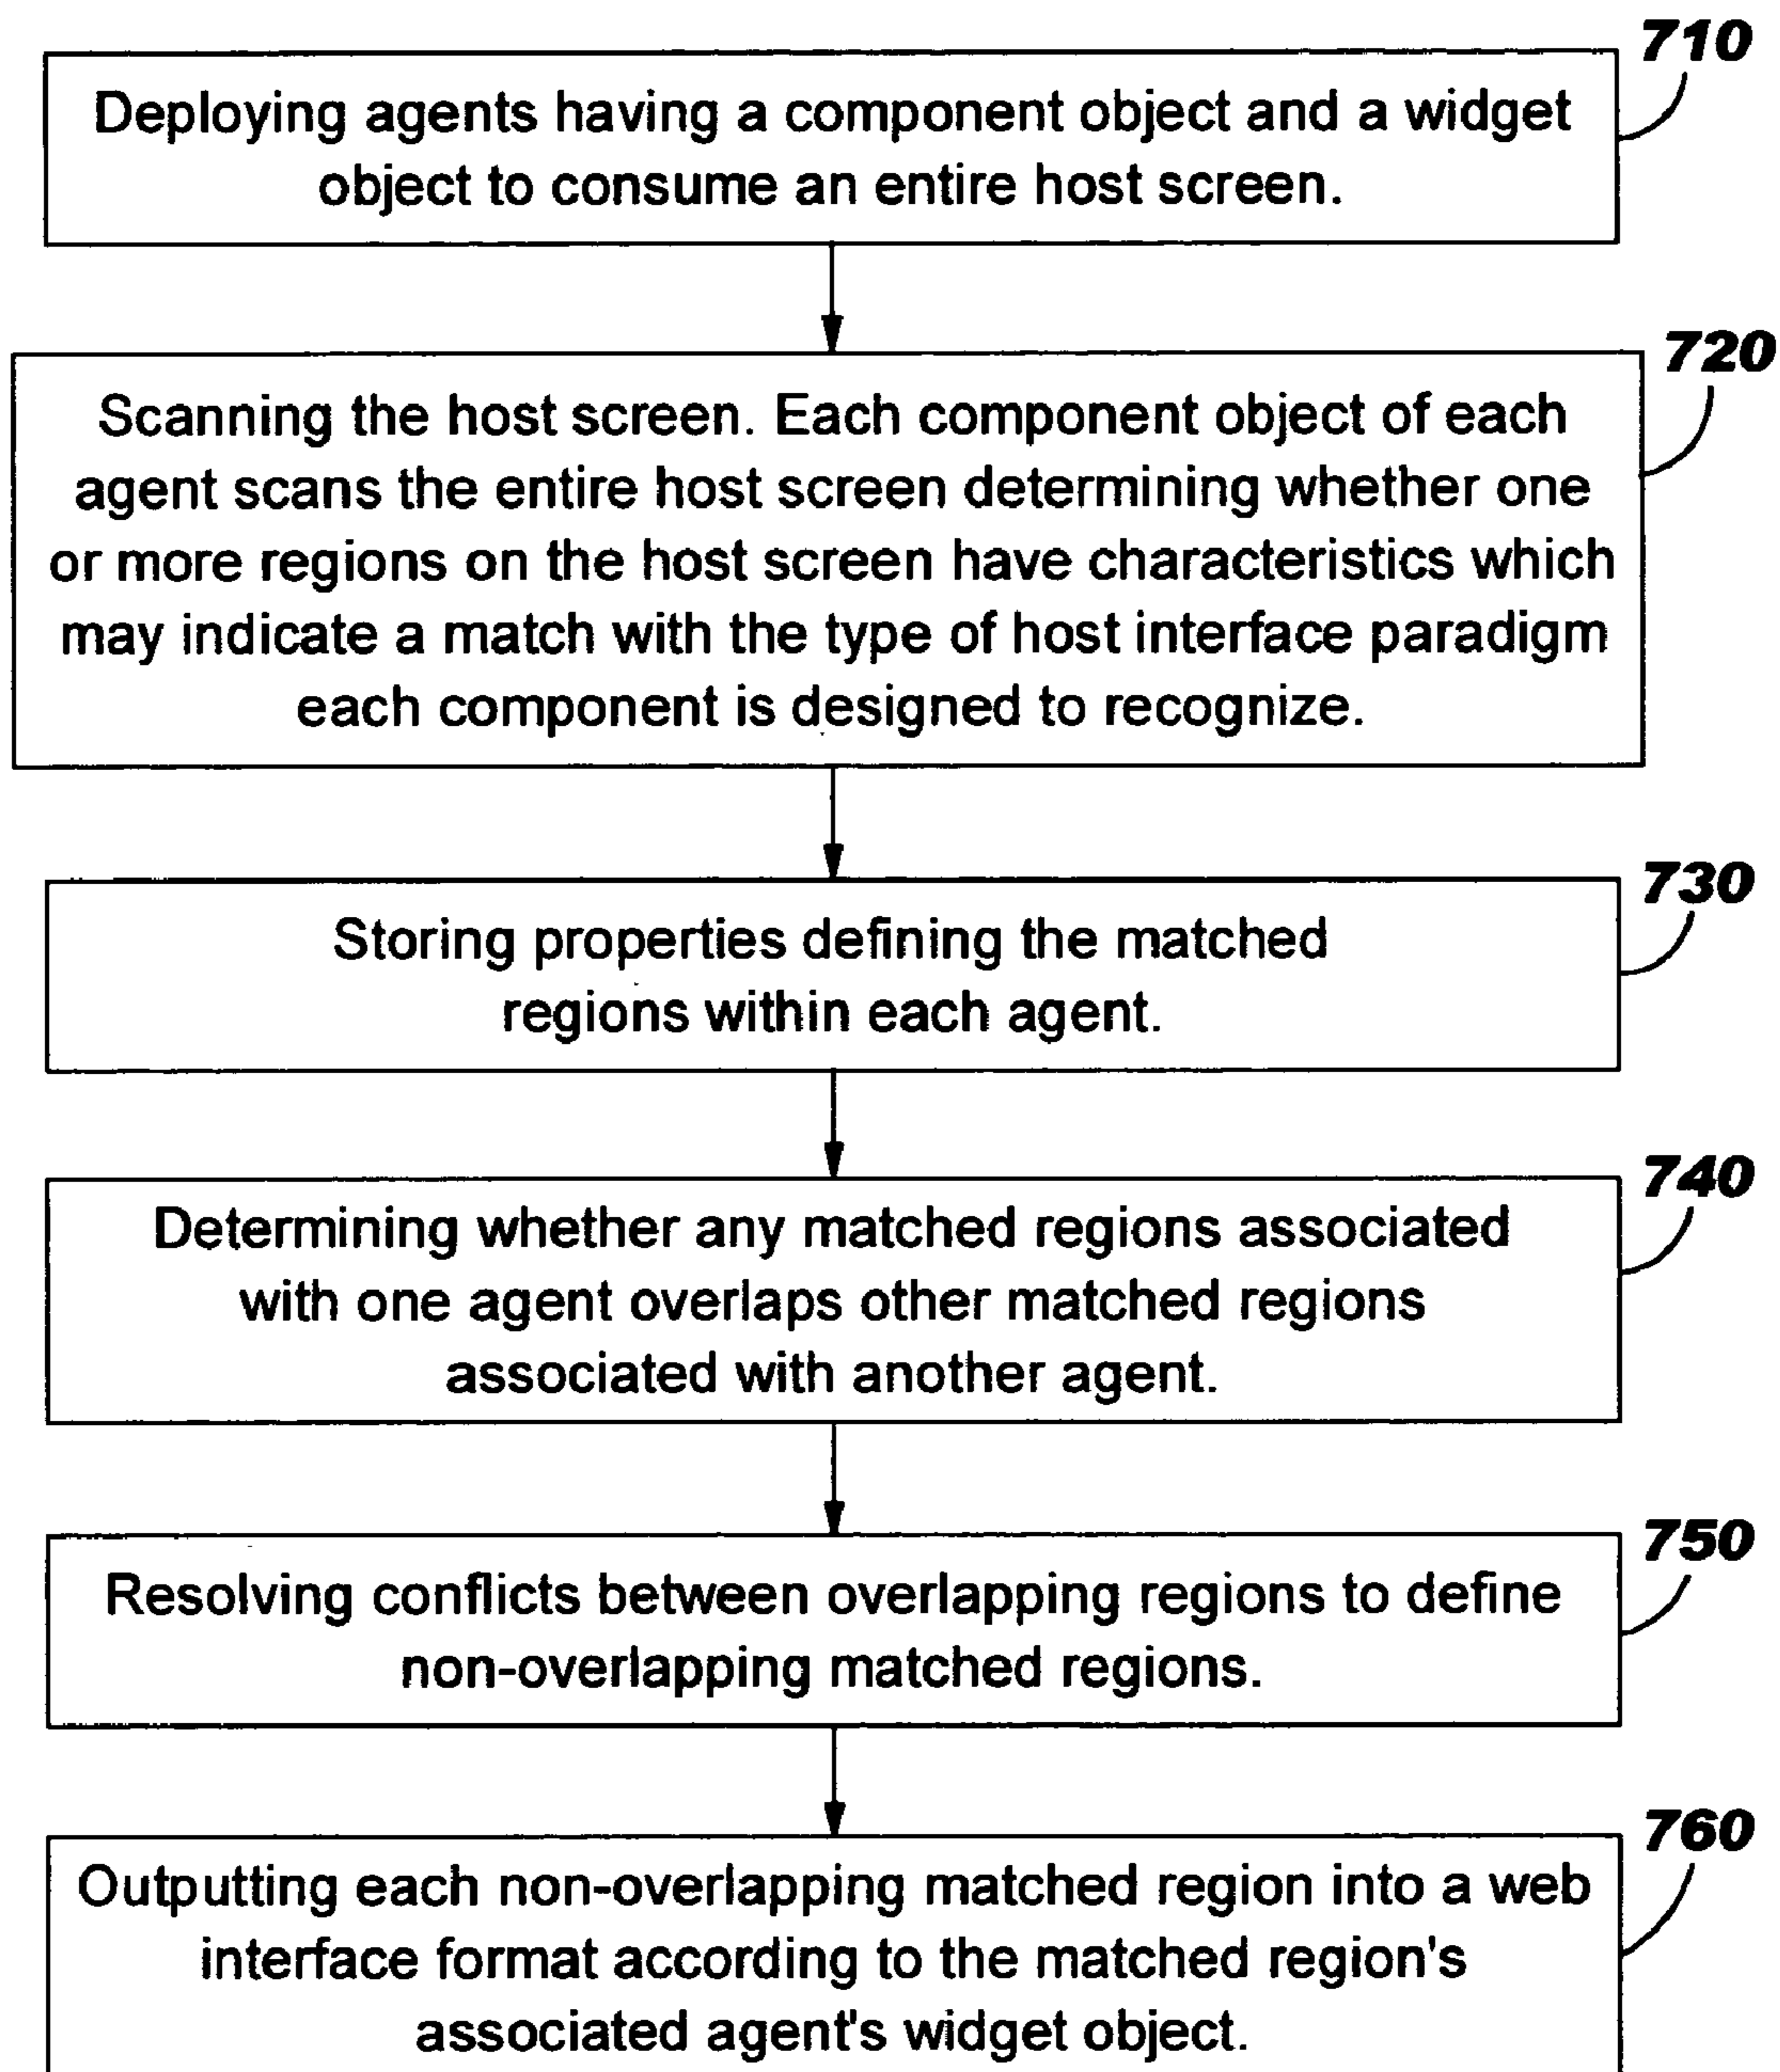 710
Deploying agents having a component object and a widget
object to consume an entire host screen.
720
Scanning the host screen. Each component object of each
agent scans the entire host screen determining whether one
or more regions on the host screen have characteristics which
may indicate a match with the type of host interface paradigm
each component is designed to recognize.
730
Storing properties defining the matched
regions within each agent.
740
Determining whether any matched regions associated
with one agent overlaps other matched regions
associated with another agent.
750
Resolving conflicts between overlapping regions to define
non-overlapping matched regions.
760
Outputting each non-overlapping matched region into a web
interface format according to the matched region's
associated agent's widget object.